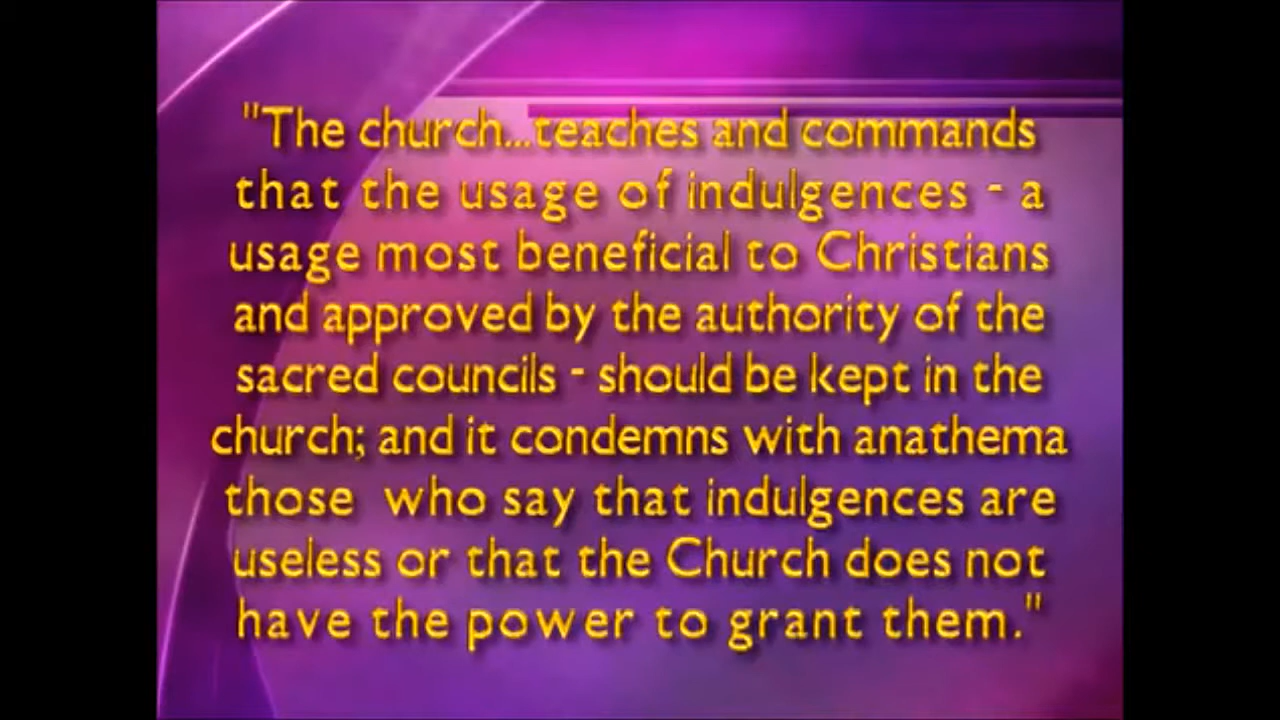 "The church...teaches and commands
that the usage of indulgences - a
usage most beneficial to Christians
and approved by the authority of the
sacred councils - should be kept in the
church; and it condemns with anathema
those who say that indulgences are
useless or that the Church does not
have the power to grant them."